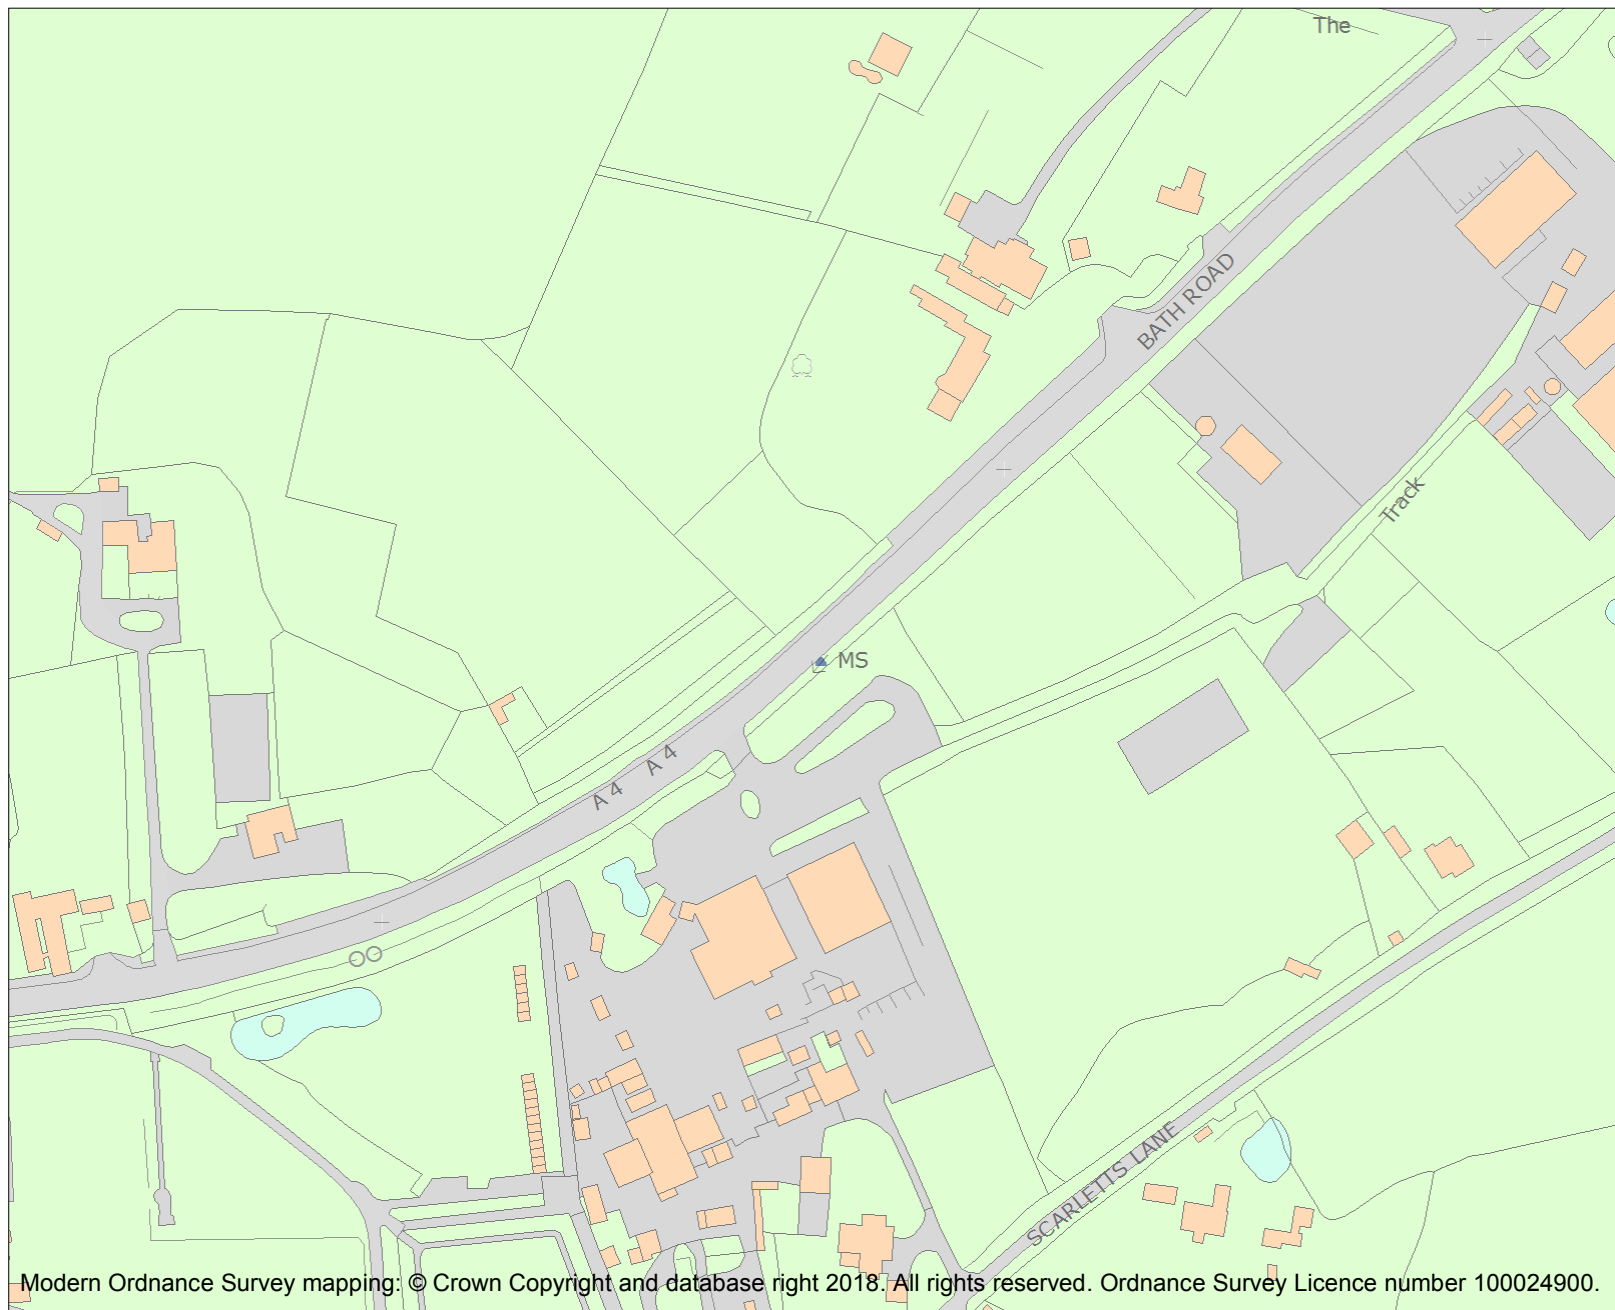 The
BATH ROAD
Track
MS
A 4
A 4
SCARLETTS LANE
Modern Ordnance Survey mapping: © Crown Copyright and database right 2018. All rights reserved. Ordnance Survey Licence number 100024900.